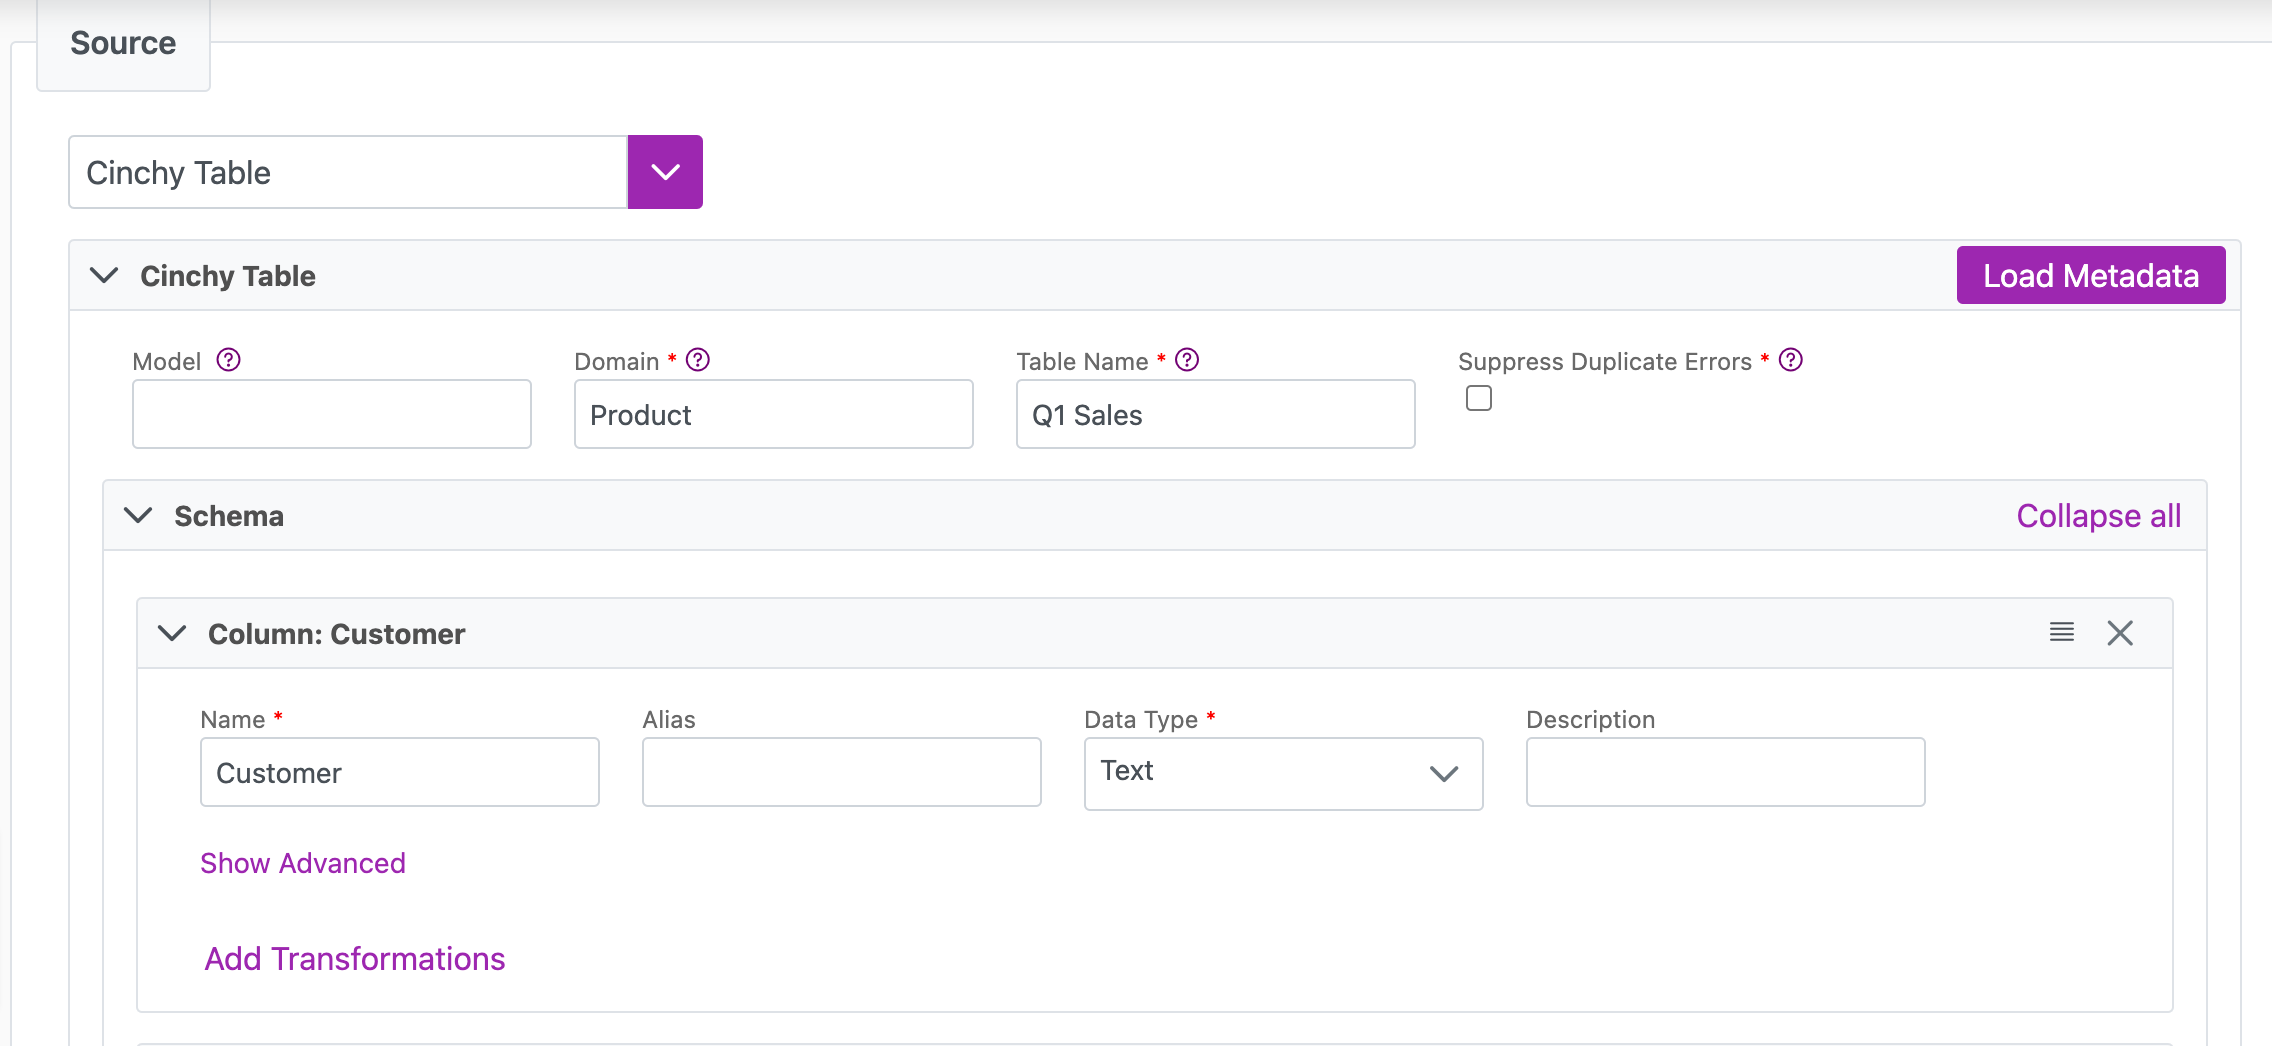 Source
Cinchy Table
Cinchy Table
Load Metadata
Model
Domain *
Table Name *
Suppress Duplicate Errors *
Product
Q1 Sales
Schema
Collapse all
Column: Customer
Name *
Alias
Data Type *
Description
Customer
Text
Show Advanced
Add Transformations